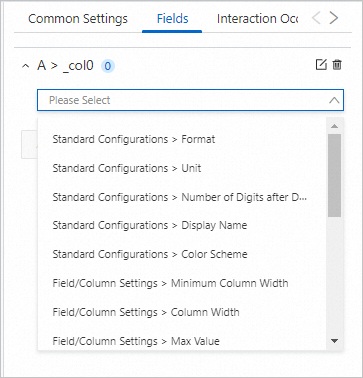 Common Settings Fields Interaction Occ
A > _col0 0
Please Select
Standard Configurations > Format
Standard Configurations > Unit
Standard Configurations > Number of Digits after D...
Standard Configurations > Display Name
Standard Configurations > Color Scheme
Field/Column Settings > Minimum Column Width
Field/Column Settings > Column Width
Field/Column Settings > Max Value